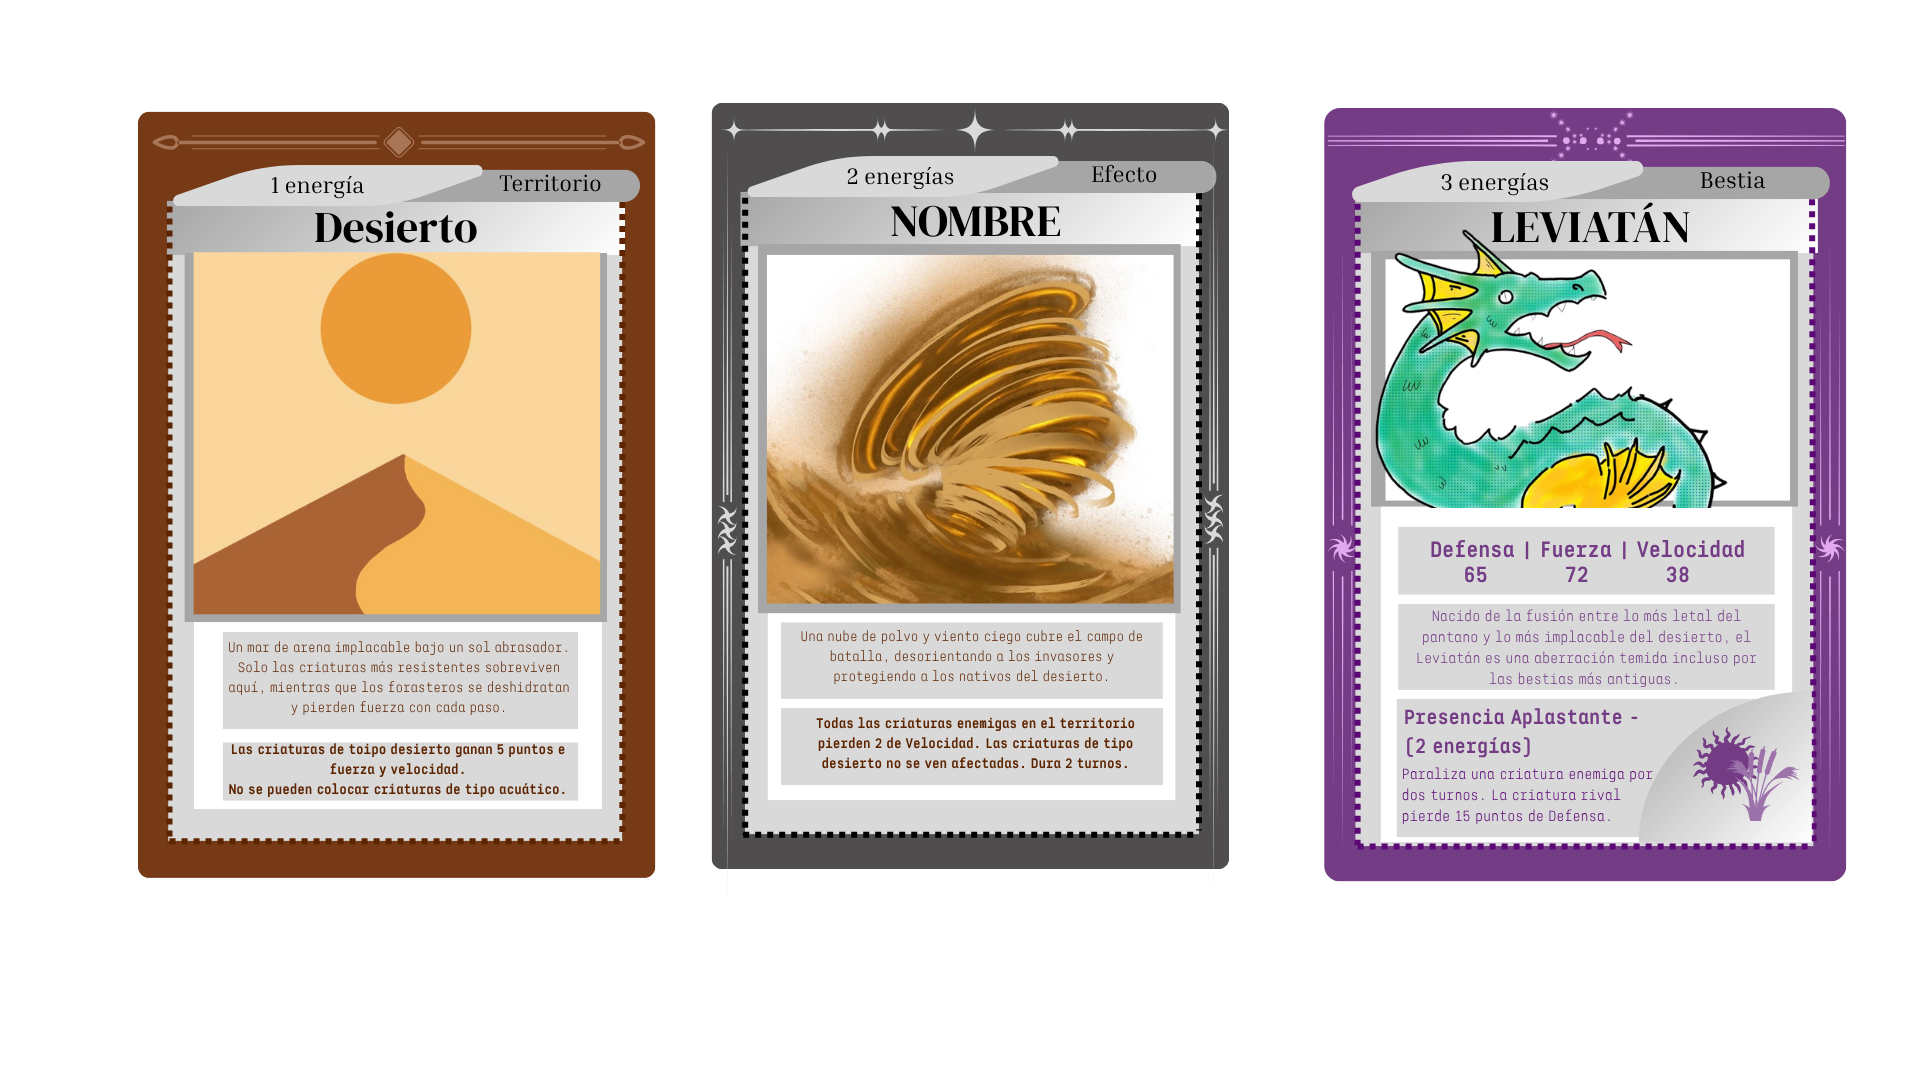 1 energía
Territorio
Desierto
Un mar de arena implacable bajo un sol abrasador.
Solo las criaturas más resistentes sobreviven
aquí, mientras que los forasteros se deshidratan
y pierden fuerza con cada paso.
Las criaturas de toipo desierto ganan 5 puntos e
fuerza y velocidad.
No se pueden colocar criaturas de tipo acuático.
2 energías
Efecto
NOMBRE
Una nube de polvo y viento ciego cubre el campo de
batalla, desorientando a los invasores y
protegiendo a los nativos del desierto.
Todas las criaturas enemigas en el territorio
pierden 2 de Velocidad. Las criaturas de tipo
desierto no se ven afectadas. Dura 2 turnos.
3 energías
Bestia
LEVIATÁN
Defensa | Fuerza | Velocidad
65 72 38
Nacido de la fusión entre lo más letal del
pantano y lo más implacable del desierto, el
Leviatán es una aberración temida incluso por
las bestias más antiguas.
Presencia Aplastante -
(2 energías)
Paraliza una criatura enemiga por
dos turnos. La criatura rival
pierde 15 puntos de Defensa.